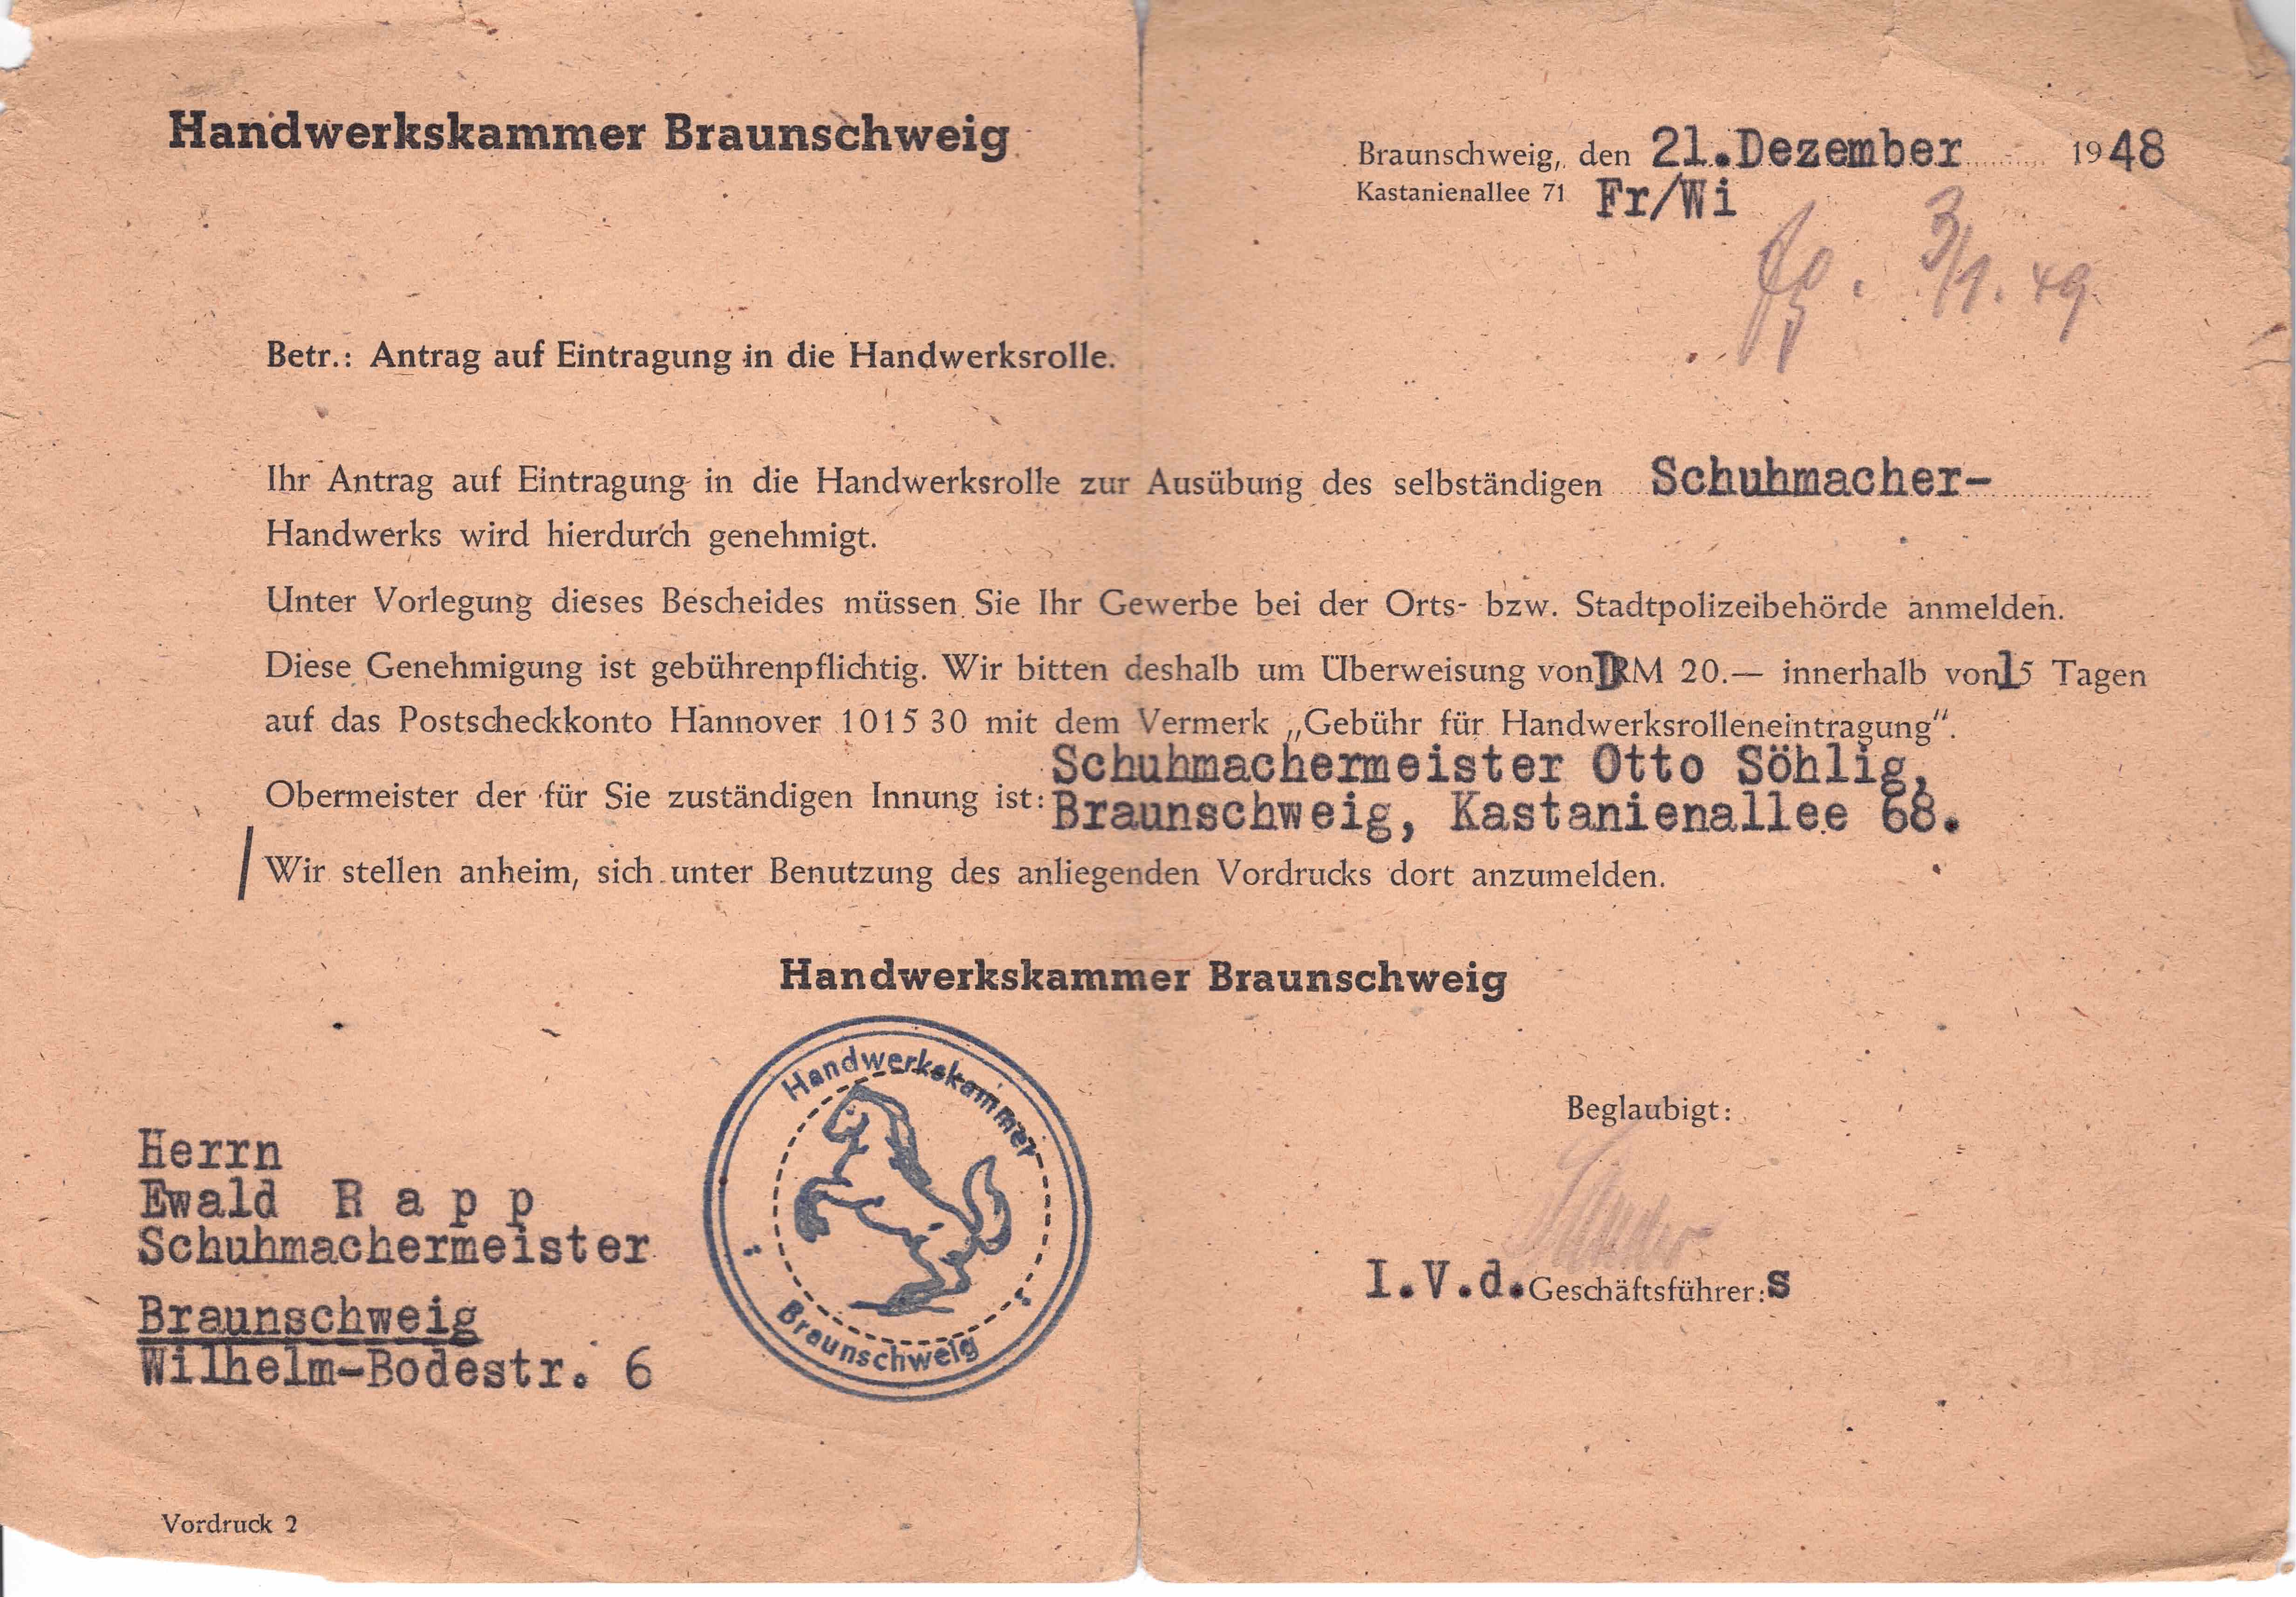 Handwerkskammer Braunschweig
Braunschweig, den 21.Dezember 1948
Kastanienallee 71 Fr/Wi
3/1. 49.
Betr.: Antrag auf Eintragung in die Handwerksrolle.
Ihr Antrag auf Eintragung in die Handwerksrolle zur Ausübung des selbständigen Schuhmacher-
Handwerks wird hierdurch genehmigt.
Unter Vorlegung dieses Bescheides müssen Sie Ihr Gewerbe bei der Orts- bzw. Stadtpolizeibehörde anmelden.
Diese Genehmigung ist gebührenpflichtig. Wir bitten deshalb um Überweisung von DM 20.— innerhalb von 15 Tagen
auf das Postscheckkonto Hannover 1015 30 mit dem Vermerk „Gebühr für Handwerksrolleneintragung“.
Schuhmachermeister Otto Söhlig,
Obermeister der für Sie zuständigen Innung ist: Braunschweig, Kastanienallee 68.
Wir stellen anheim, sich unter Benutzung des anliegenden Vordrucks dort anzumelden.
Handwerkskammer Braunschweig
Handwerkskammer
Braunschweig
Beglaubigt:
I.V.d.Geschäftsführer:s
Herrn
Ewald R a p p
Schuhmachermeister
Braunschweig
Wilhelm-Bodestr. 6
Vordruck 2